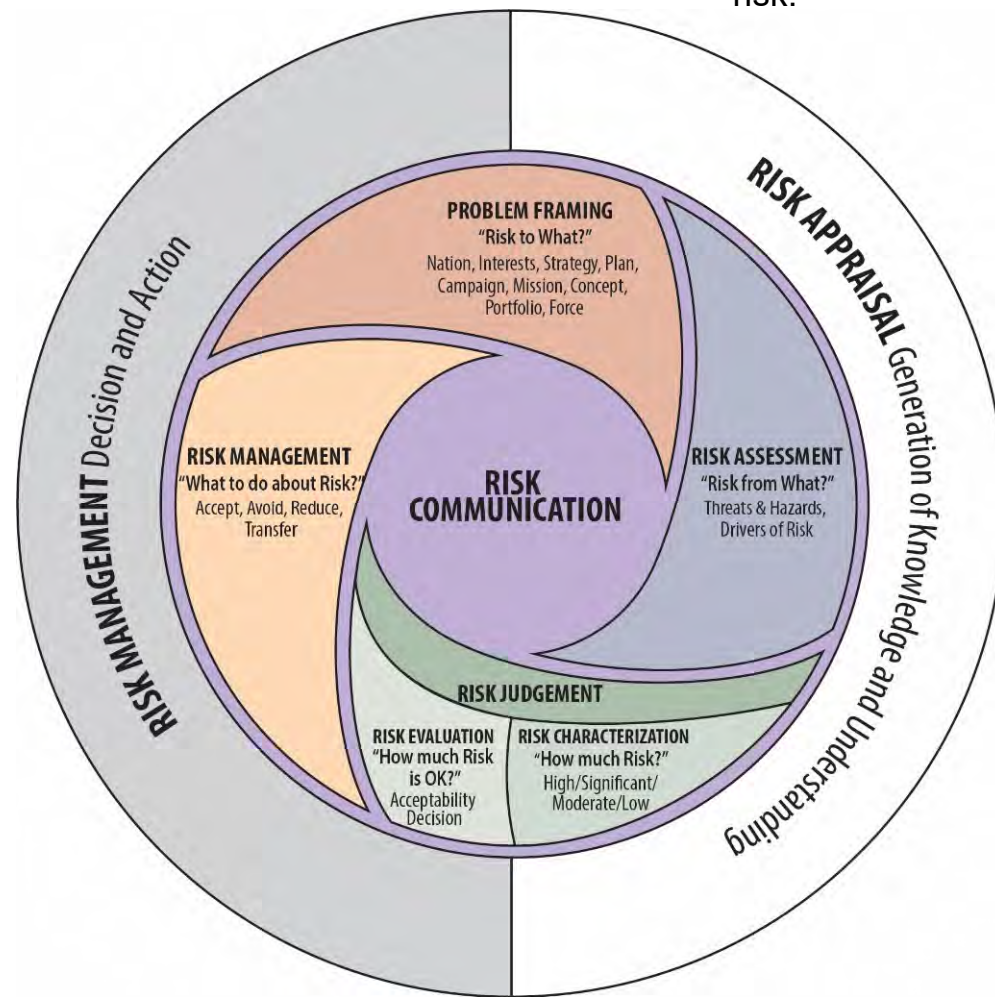 risk.
RISK MANAGEMENT Decision and Action
RISK APPRAISAL Generation of Knowledge and Understanding
PROBLEM FRAMING
“Risk to What?”
Nation, Interests, Strategy, Plan,
Campaign, Mission, Concept,
Portfolio, Force
RISK ASSESSMENT
“Risk from What?”
Threats & Hazards,
Drivers of Risk
RISK MANAGEMENT
“What to do about Risk?”
Accept, Avoid, Reduce,
Transfer
RISK
COMMUNICATION
RISK JUDGEMENT
RISK EVALUATION
“How much Risk
is OK?”
Acceptability
Decision
RISK CHARACTERIZATION
“How much Risk?”
High/Significant/
Moderate/Low